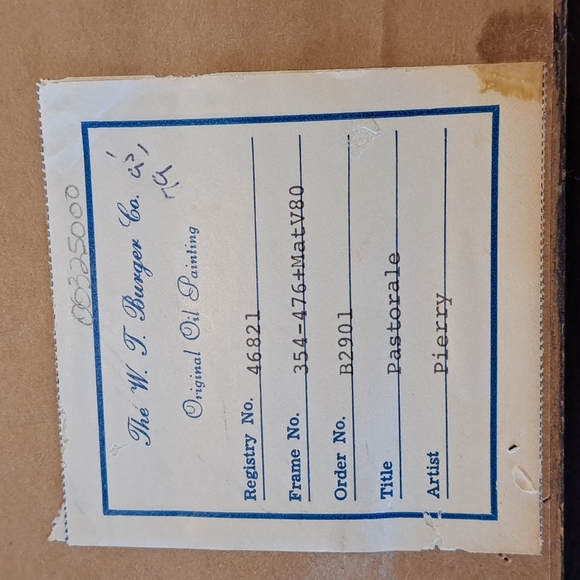 00325000
The W. T. Burger Co.
Original Oil Painting
Registry No. 46821
Frame No. 354-476+MatV80
Order No. B2901
Title Pastorale
Artist Pierry